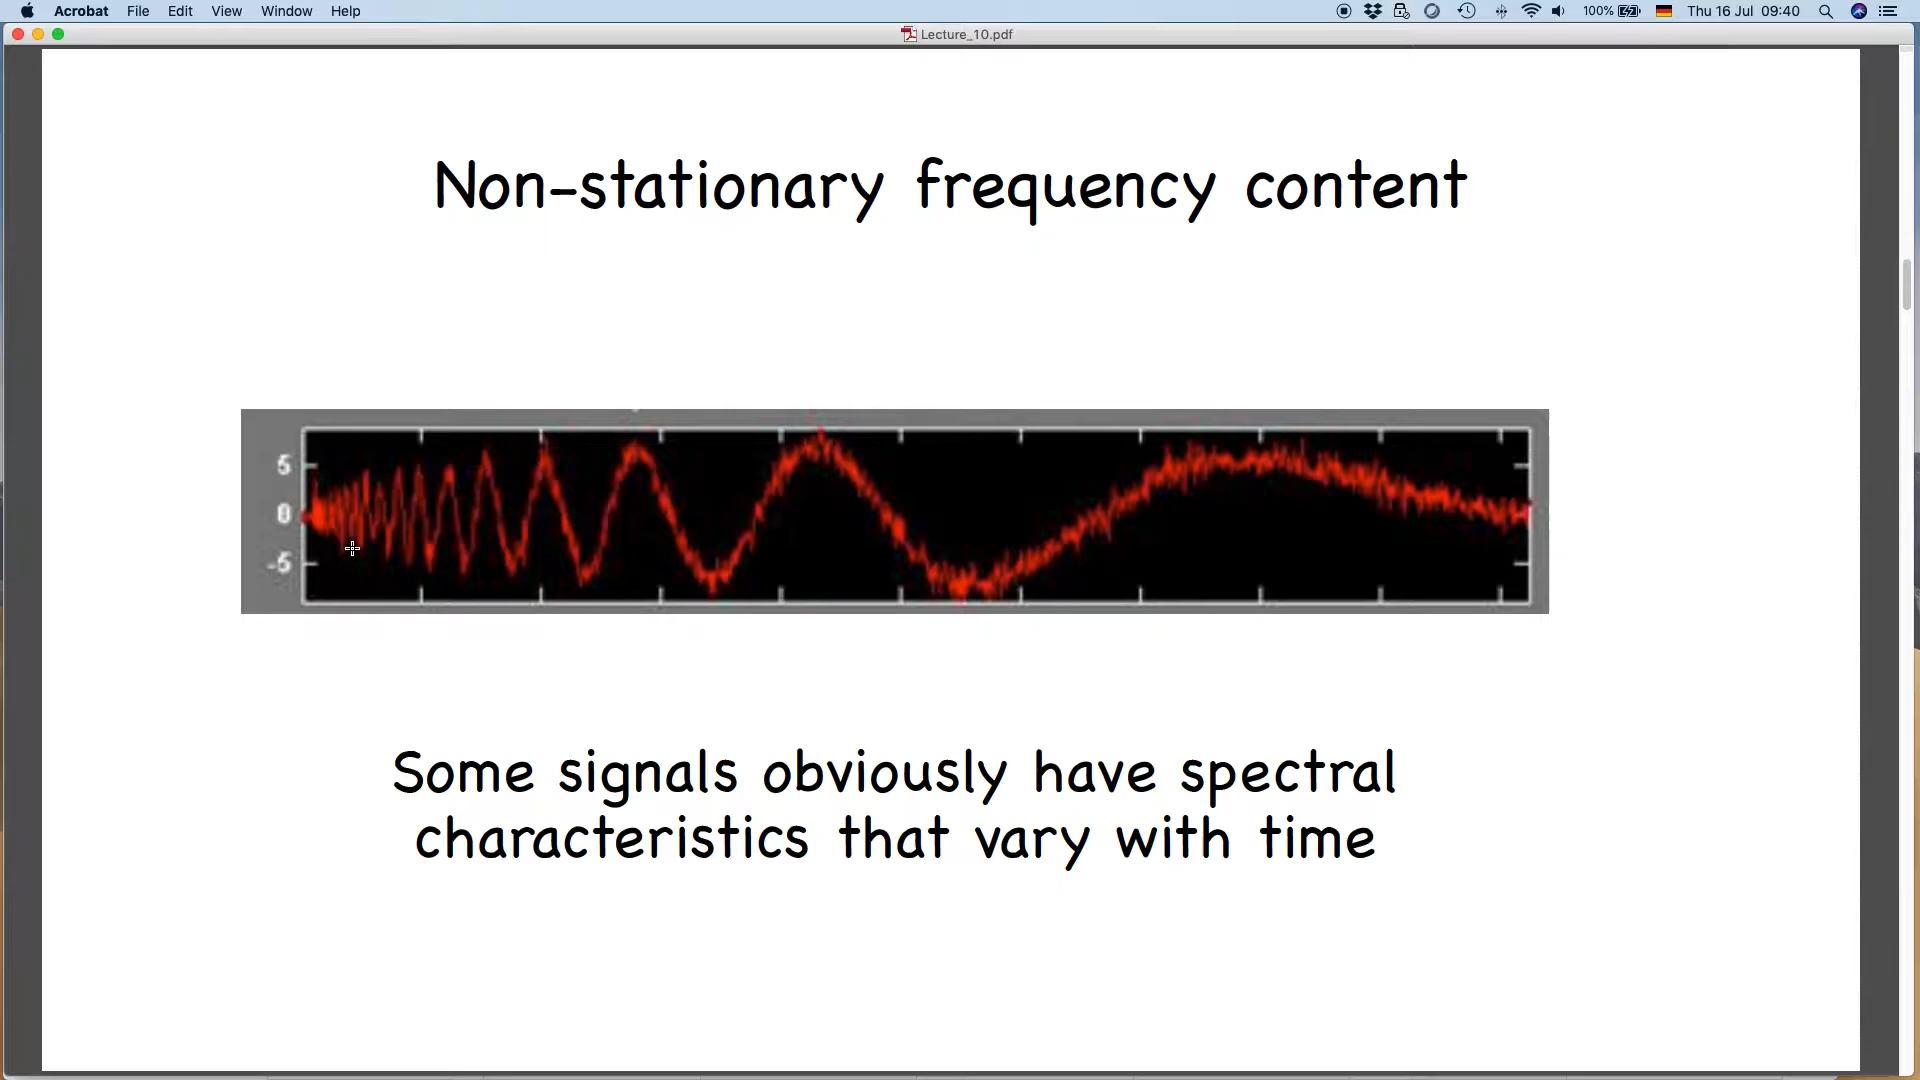 Acrobat File Edit View Window Help 100% Thu 16 Jul 09:40
Lecture_10.pdf
Non-stationary frequency content
5
0
-5
Some signals obviously have spectral
characteristics that vary with time